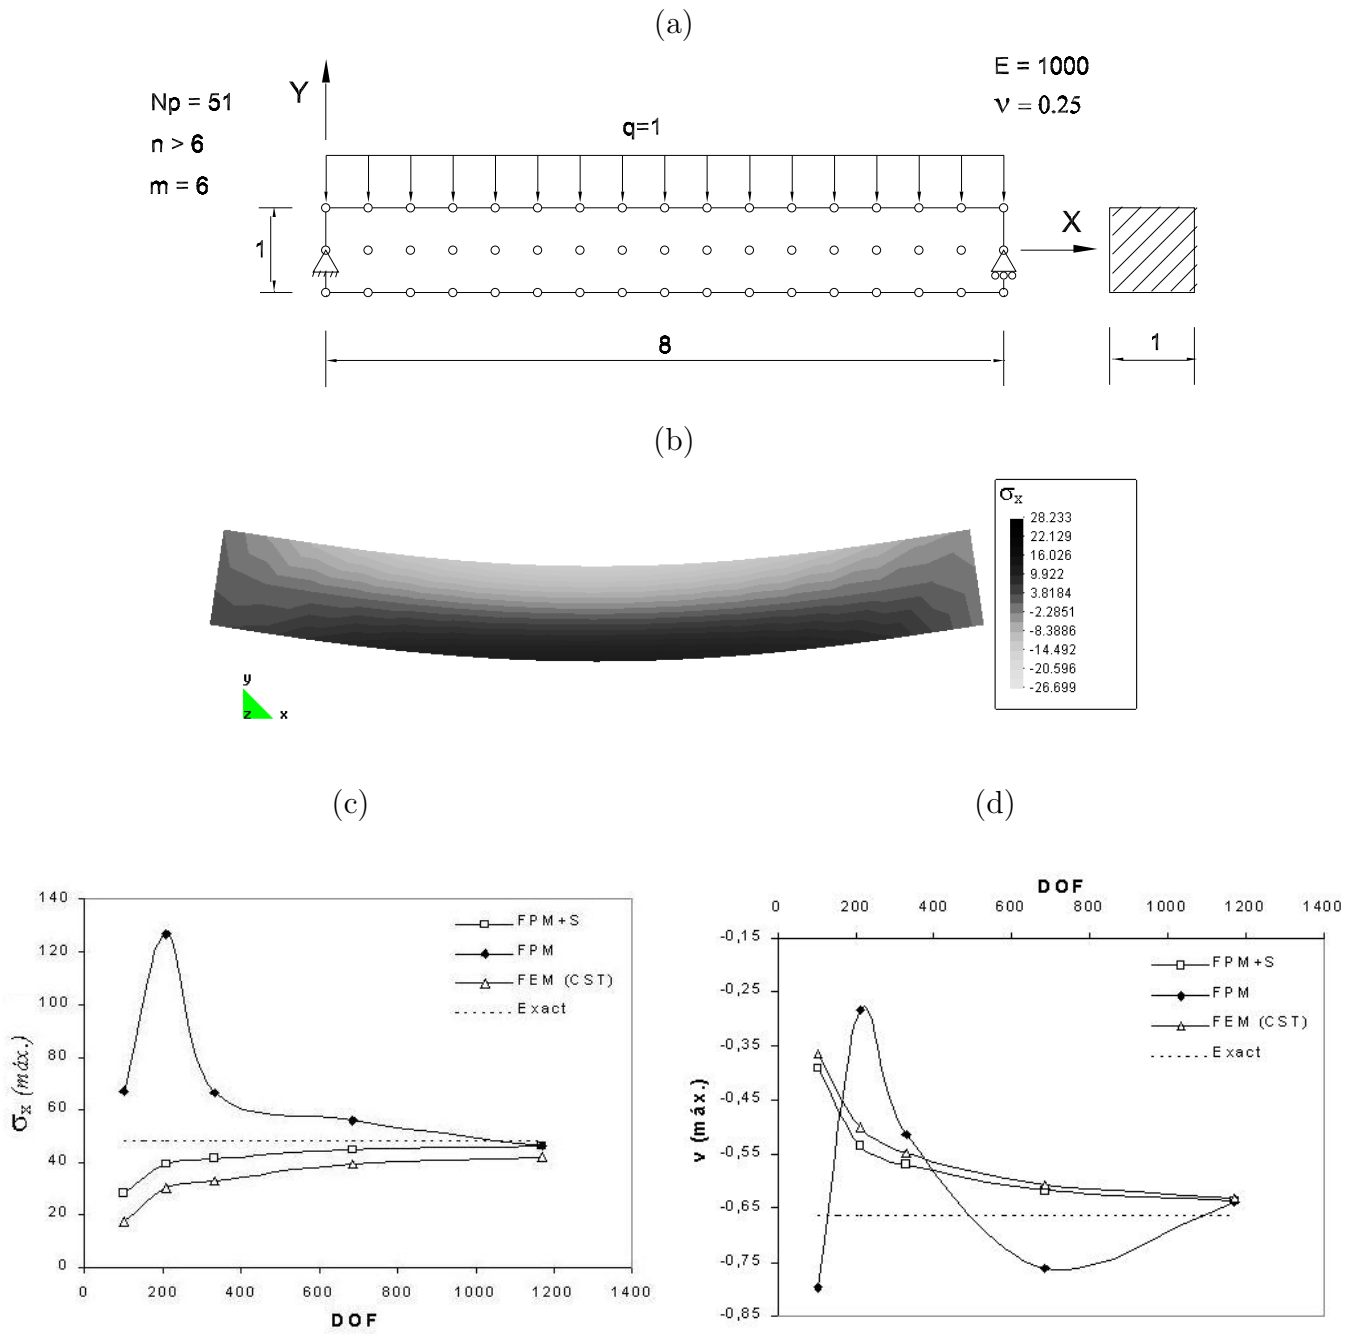 (a)
Np = 51
n > 6
m = 6
Y
q=1
E = 1000
ν = 0.25
X
1
8
1
(b)
σx
28.233
22.129
16.026
9.922
3.8184
-2.2851
-8.3886
-14.492
-20.596
-26.699
y
z x
(c)
140
120
100
80
60
40
20
0
σx (máx.)
FPM+S
FPM
FEM (CST)
Exact
0 200 400 600 800 1000 1200 1400
DOF
(d)
DOF
0 200 400 600 800 1000 1200 1400
-0,15
-0,25
-0,35
-0,45
-0,55
-0,65
-0,75
-0,85
v (máx.)
FPM+S
FPM
FEM (CST)
Exact